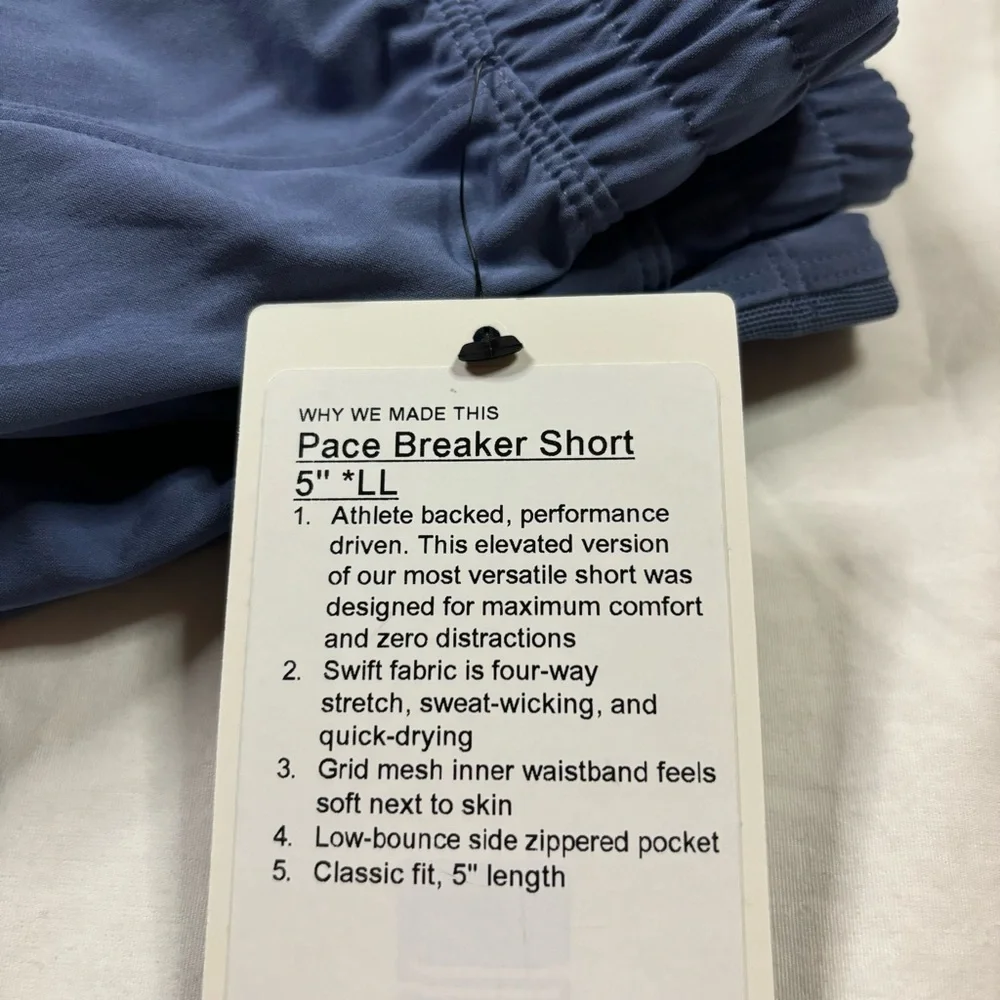 WHY WE MADE THIS
Pace Breaker Short
5" *LL
1. Athlete backed, performance
driven. This elevated version
of our most versatile short was
designed for maximum comfort
and zero distractions
2. Swift fabric is four-way
stretch, sweat-wicking, and
quick-drying
3. Grid mesh inner waistband feels
soft next to skin
4. Low-bounce side zippered pocket
5. Classic fit, 5" length